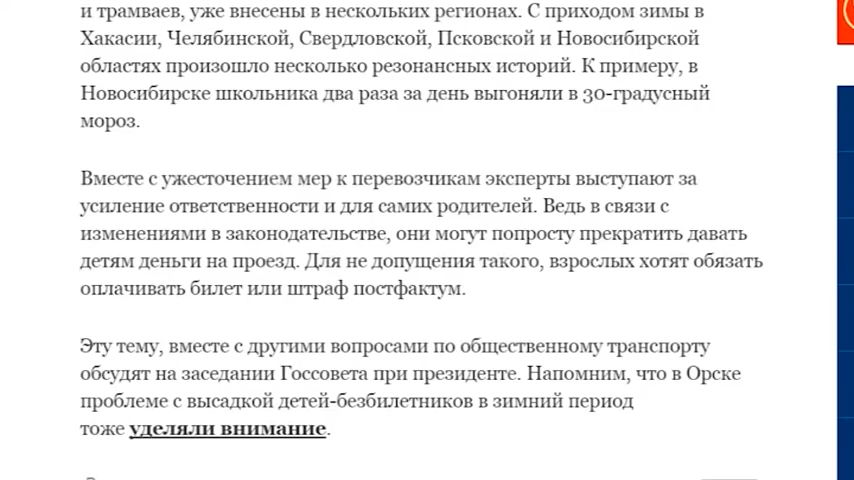 и трамваев, уже внесены в нескольких регионах. С приходом зимы в
Хакасии, Челябинской, Свердловской, Псковской и Новосибирской
областях произошло несколько резонансных историй. К примеру, в
Новосибирске школьника два раза за день выгоняли в 30-градусный
мороз.
Вместе с ужесточением мер к перевозчикам эксперты выступают за
усиление ответственности и для самих родителей. Ведь в связи с
изменениями в законодательстве, они могут попросту прекратить давать
детям деньги на проезд. Для не допущения такого, взрослых хотят обязать
оплачивать билет или штраф постфактум.
Эту тему, вместе с другими вопросами по общественному транспорту
обсудят на заседании Госсовета при президенте. Напомним, что в Орске
проблеме с высадкой детей-безбилетников в зимний период
тоже уделяли внимание.